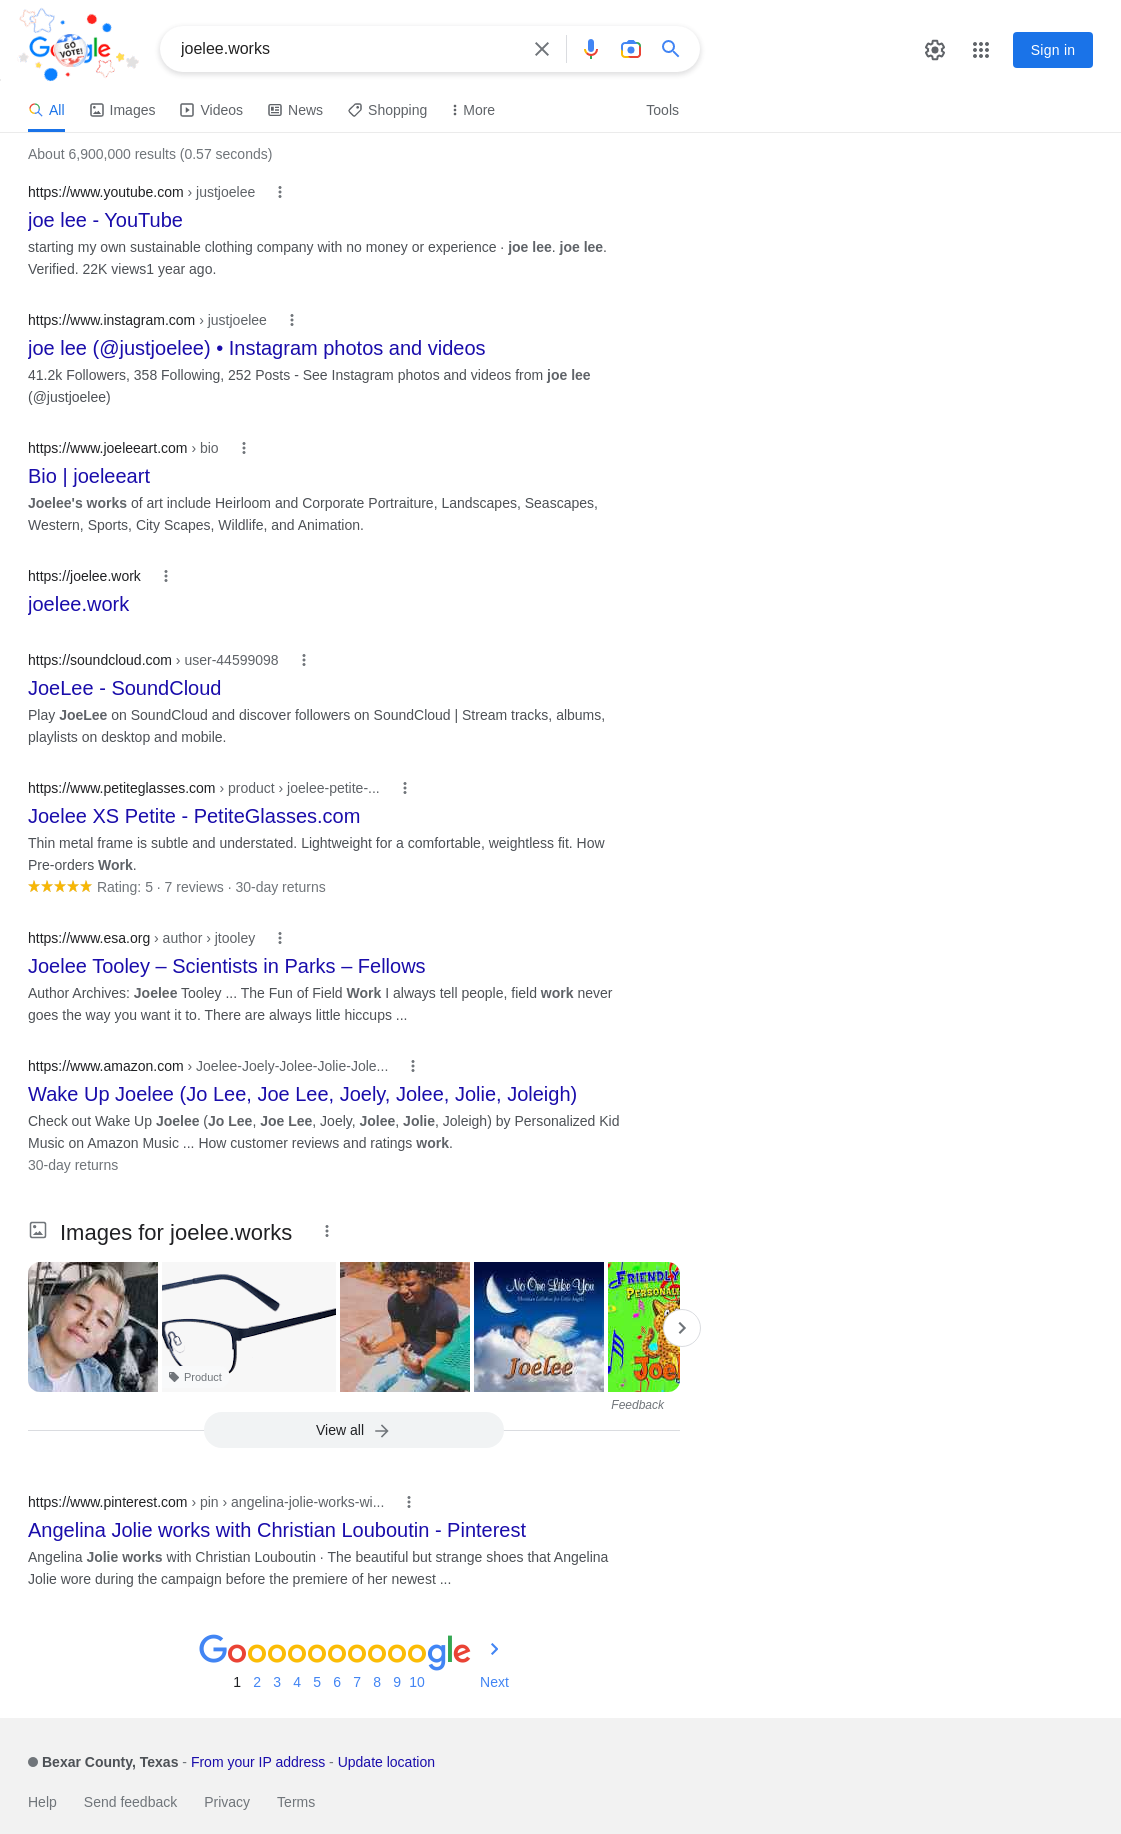 Google
GO VOTE!
joelee.works
Sign in
All Images Videos News Shopping More Tools
About 6,900,000 results (0.57 seconds)
https://www.youtube.com › justjoelee
joe lee - YouTube
starting my own sustainable clothing company with no money or experience · joe lee. joe lee.
Verified. 22K views1 year ago.
https://www.instagram.com › justjoelee
joe lee (@justjoelee) • Instagram photos and videos
41.2k Followers, 358 Following, 252 Posts - See Instagram photos and videos from joe lee
(@justjoelee)
https://www.joeleeart.com › bio
Bio | joeleeart
Joelee's works of art include Heirloom and Corporate Portraiture, Landscapes, Seascapes,
Western, Sports, City Scapes, Wildlife, and Animation.
https://joelee.work
joelee.work
https://soundcloud.com › user-44599098
JoeLee - SoundCloud
Play JoeLee on SoundCloud and discover followers on SoundCloud | Stream tracks, albums,
playlists on desktop and mobile.
https://www.petiteglasses.com › product › joelee-petite-...
Joelee XS Petite - PetiteGlasses.com
Thin metal frame is subtle and understated. Lightweight for a comfortable, weightless fit. How
Pre-orders Work.
Rating: 5 · 7 reviews · 30-day returns
https://www.esa.org › author › jtooley
Joelee Tooley – Scientists in Parks – Fellows
Author Archives: Joelee Tooley ... The Fun of Field Work I always tell people, field work never
goes the way you want it to. There are always little hiccups ...
https://www.amazon.com › Joelee-Joely-Jolee-Jolie-Jole...
Wake Up Joelee (Jo Lee, Joe Lee, Joely, Jolee, Jolie, Joleigh)
Check out Wake Up Joelee (Jo Lee, Joe Lee, Joely, Jolee, Jolie, Joleigh) by Personalized Kid
Music on Amazon Music ... How customer reviews and ratings work.
30-day returns
Images for joelee.works
No One Like You
Christian Lullabies for Little Angels
Joelee
FRIENDLY
PERSONAL
Joe
Product
Feedback
View all
https://www.pinterest.com › pin › angelina-jolie-works-wi...
Angelina Jolie works with Christian Louboutin - Pinterest
Angelina Jolie works with Christian Louboutin · The beautiful but strange shoes that Angelina
Jolie wore during the campaign before the premiere of her newest ...
Goooooooooogle
1 2 3 4 5 6 7 8 9 10 Next
Bexar County, Texas - From your IP address - Update location
Help Send feedback Privacy Terms